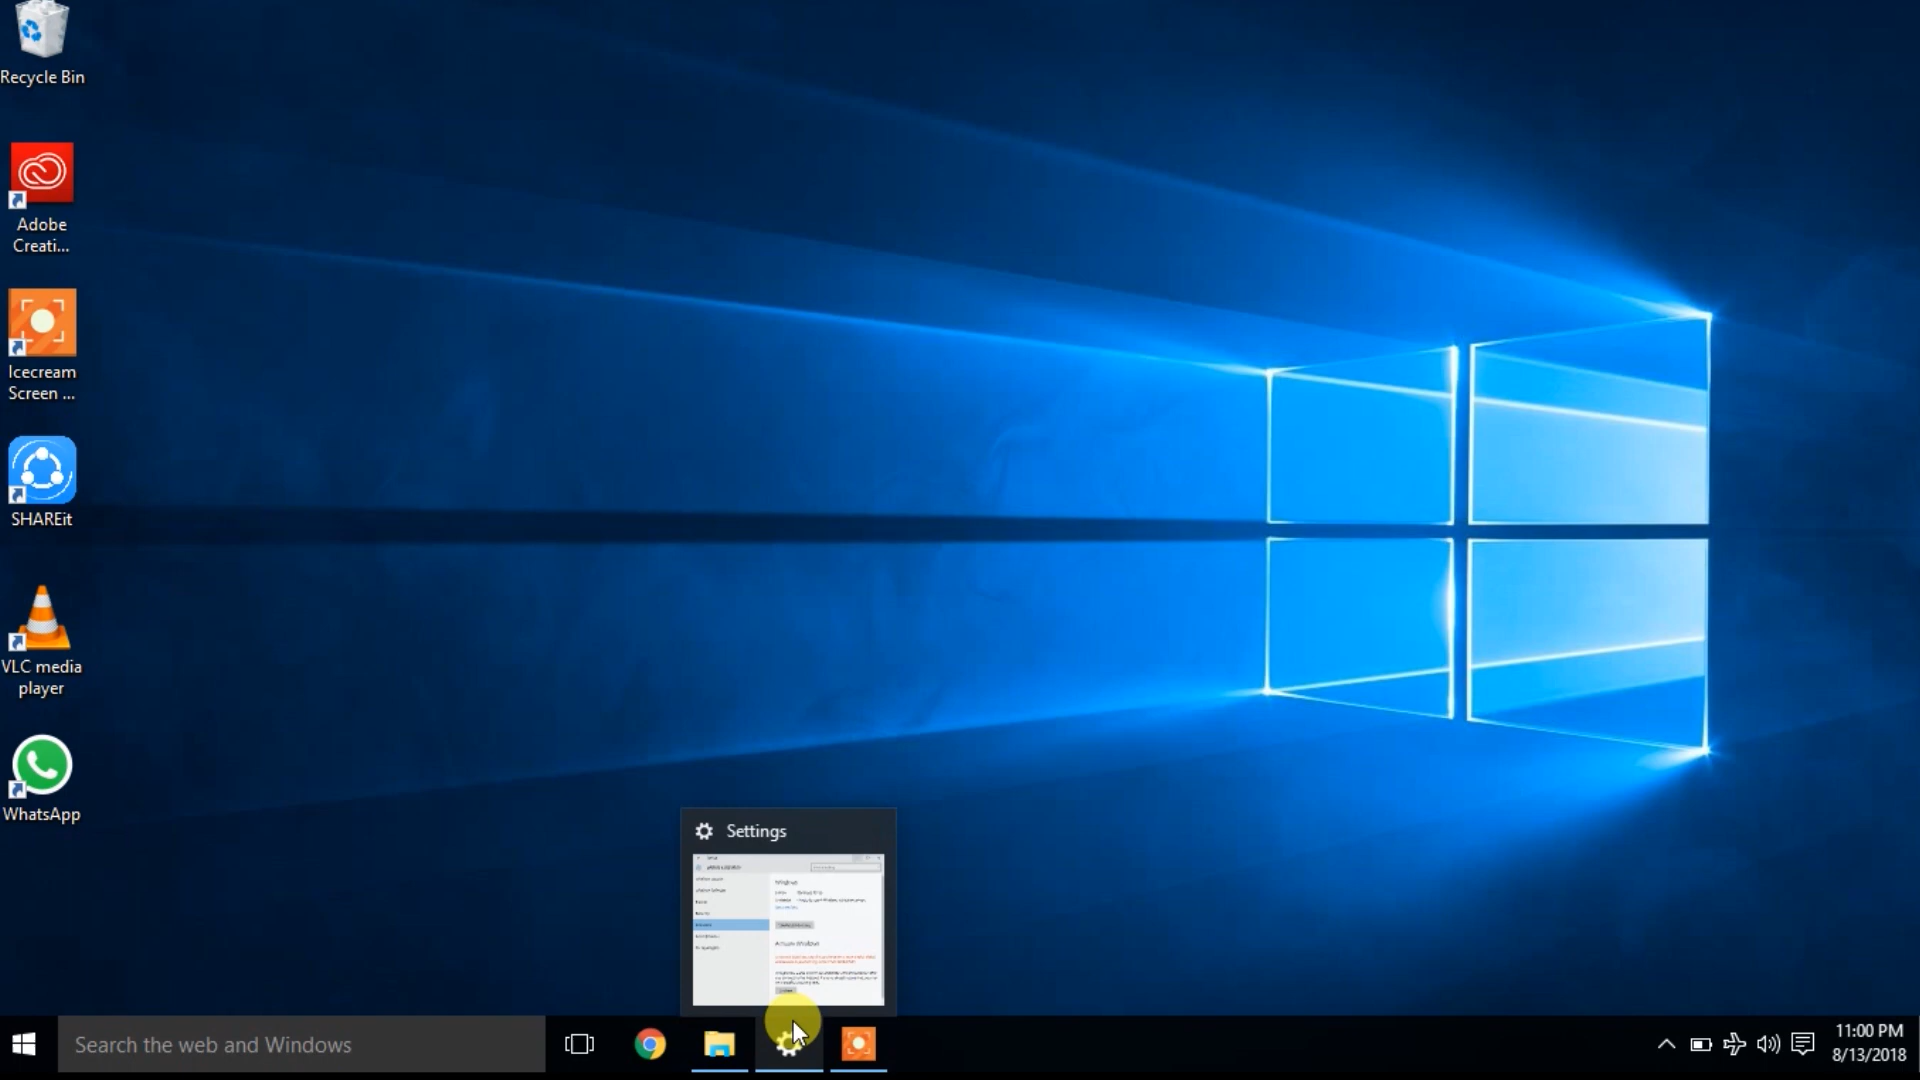 Recycle Bin
Adobe
Creati...
Icecream
Screen ...
SHAREit
VLC media
player
WhatsApp
Settings
Search the web and Windows
11:00 PM
8/13/2018